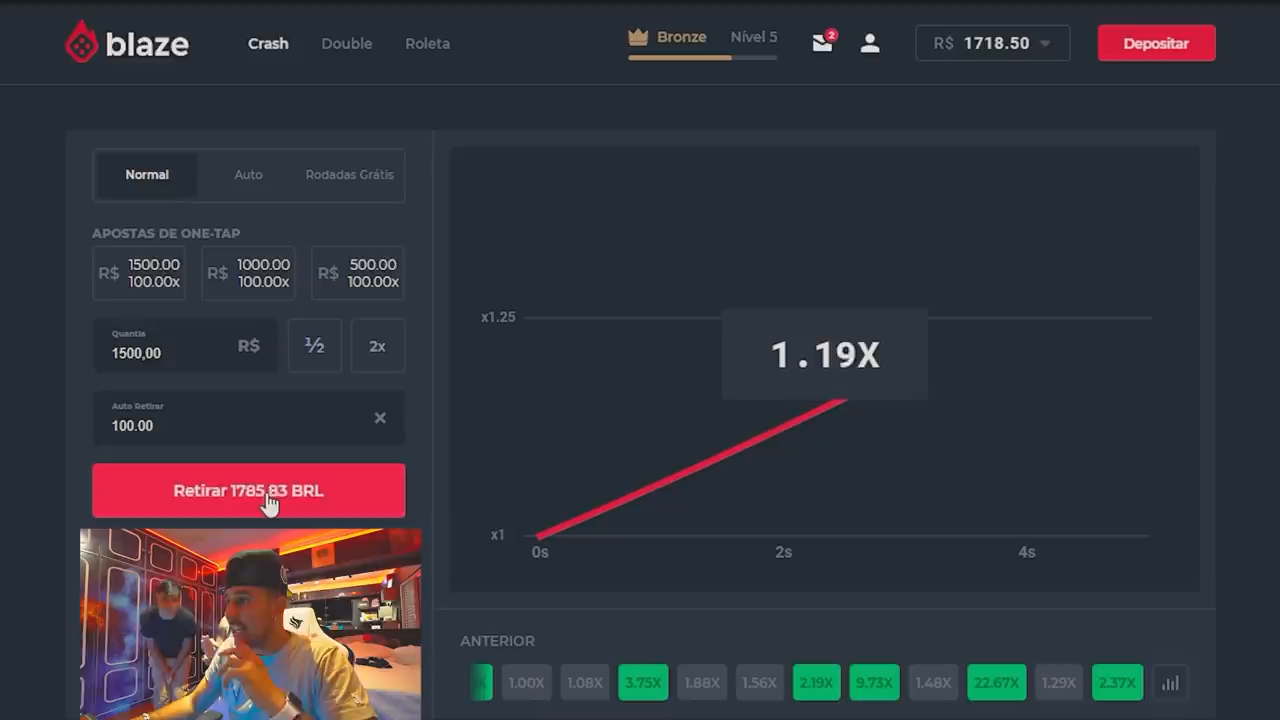 blaze
Crash
Double
Roleta
Bronze
Nível 5
2
R$ 1718.50
Depositar
Normal
Auto
Rodadas Grátis
APOSTAS DE ONE-TAP
R$ 1500.00
100.00x
R$ 1000.00
100.00x
R$ 500.00
100.00x
Quantia
1500,00
R$
½
2x
Auto Retirar
100.00
Retirar 1785.83 BRL
x1.25
1.19X
x1
0s
2s
4s
ANTERIOR
1.00X
1.08X
3.75X
1.88X
1.56X
2.19X
9.73X
1.48X
22.67X
1.29X
2.37X